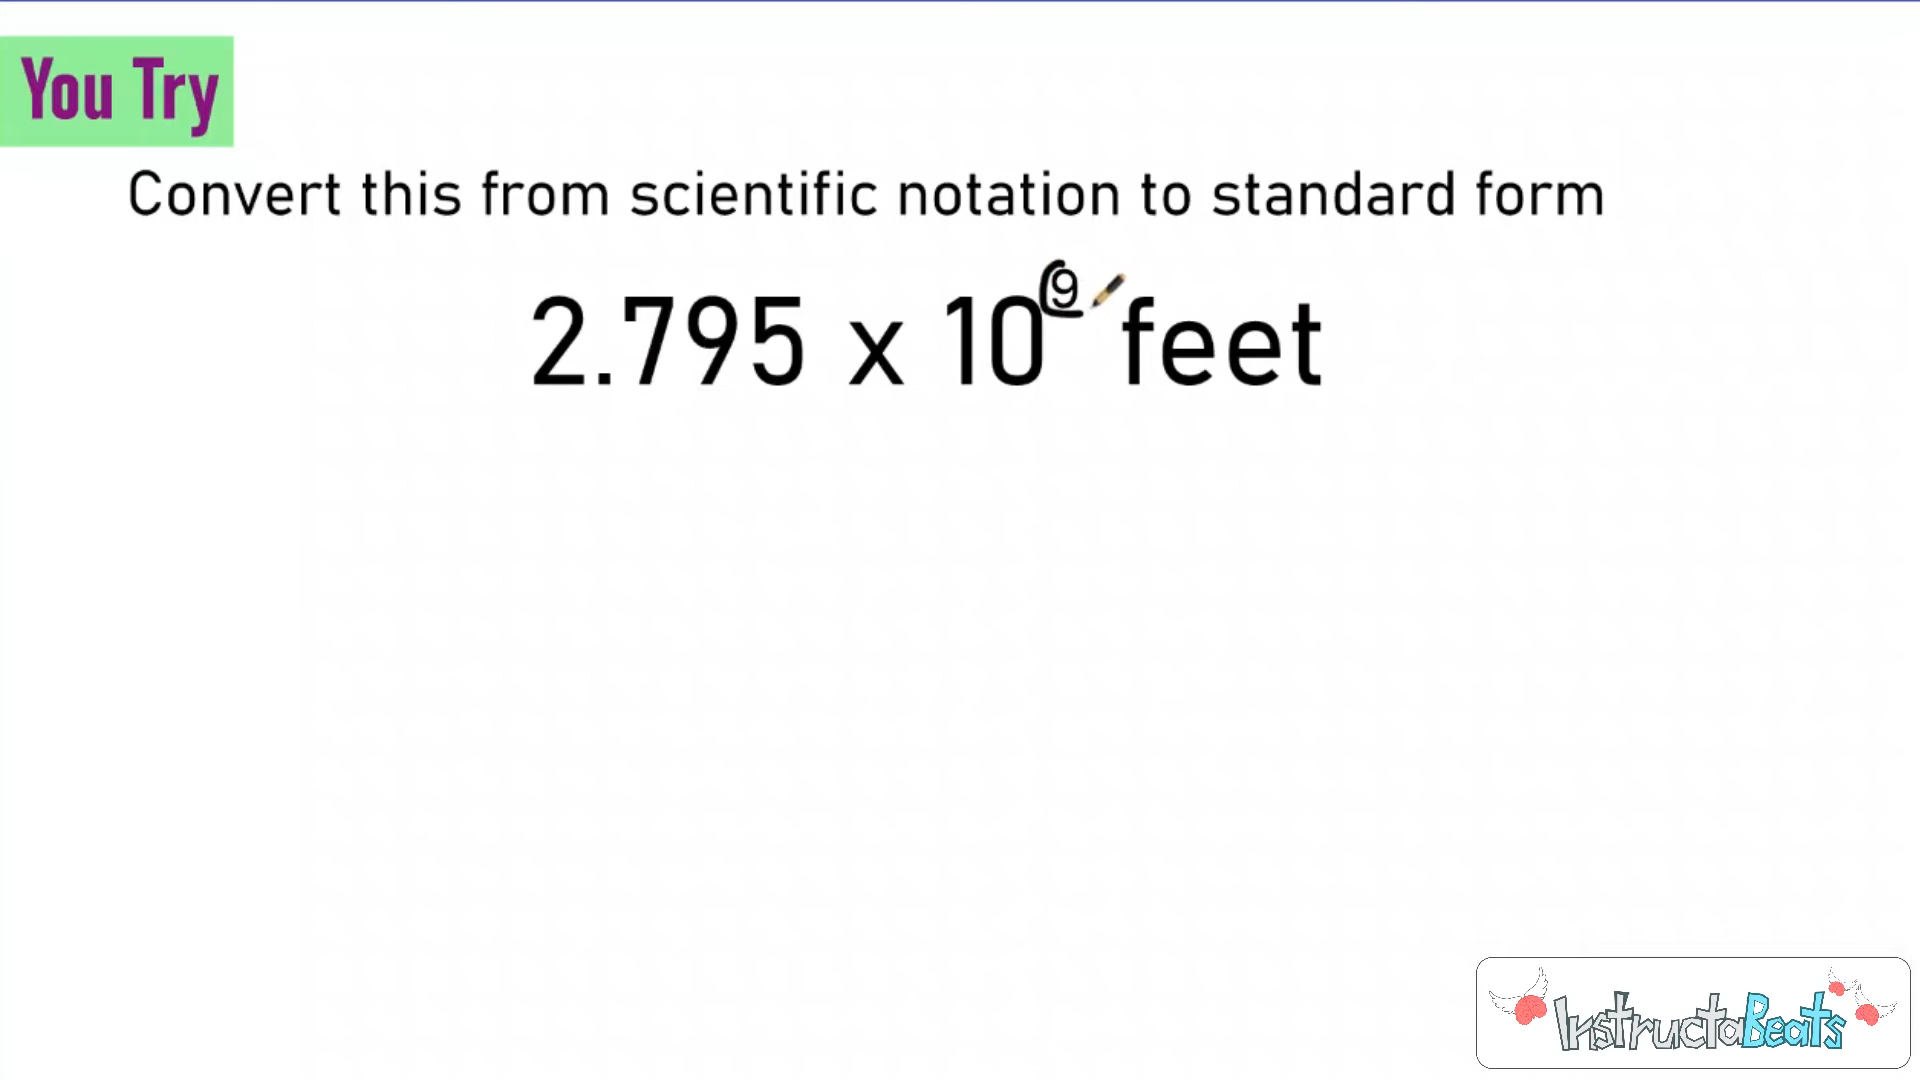 You Try
Convert this from scientific notation to standard form
2.795 x 10⁹ feet
InstructaBeats